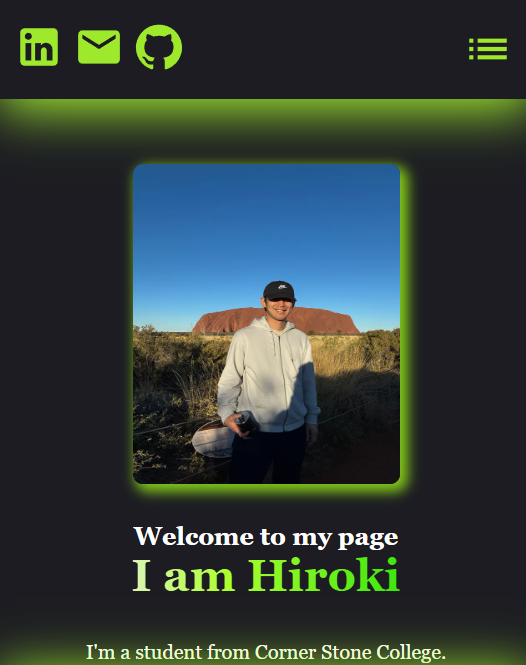 in
Welcome to my page
I am Hiroki
I'm a student from Corner Stone College.